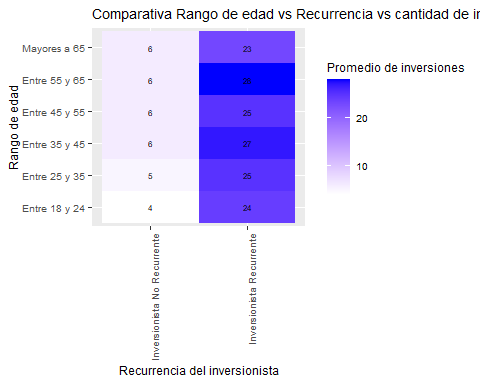 Comparativa Rango de edad vs Recurrencia vs cantidad de in
Rango de edad
Mayores a 65 6 23
Entre 55 y 65 6
Entre 45 y 55 6 25
Entre 35 y 45 6 27
Entre 25 y 35 5 25
Entre 18 y 24 4 24
Inversionista No Recurrente
Inversionista Recurrente
Recurrencia del inversionista
Promedio de inversiones
20
10